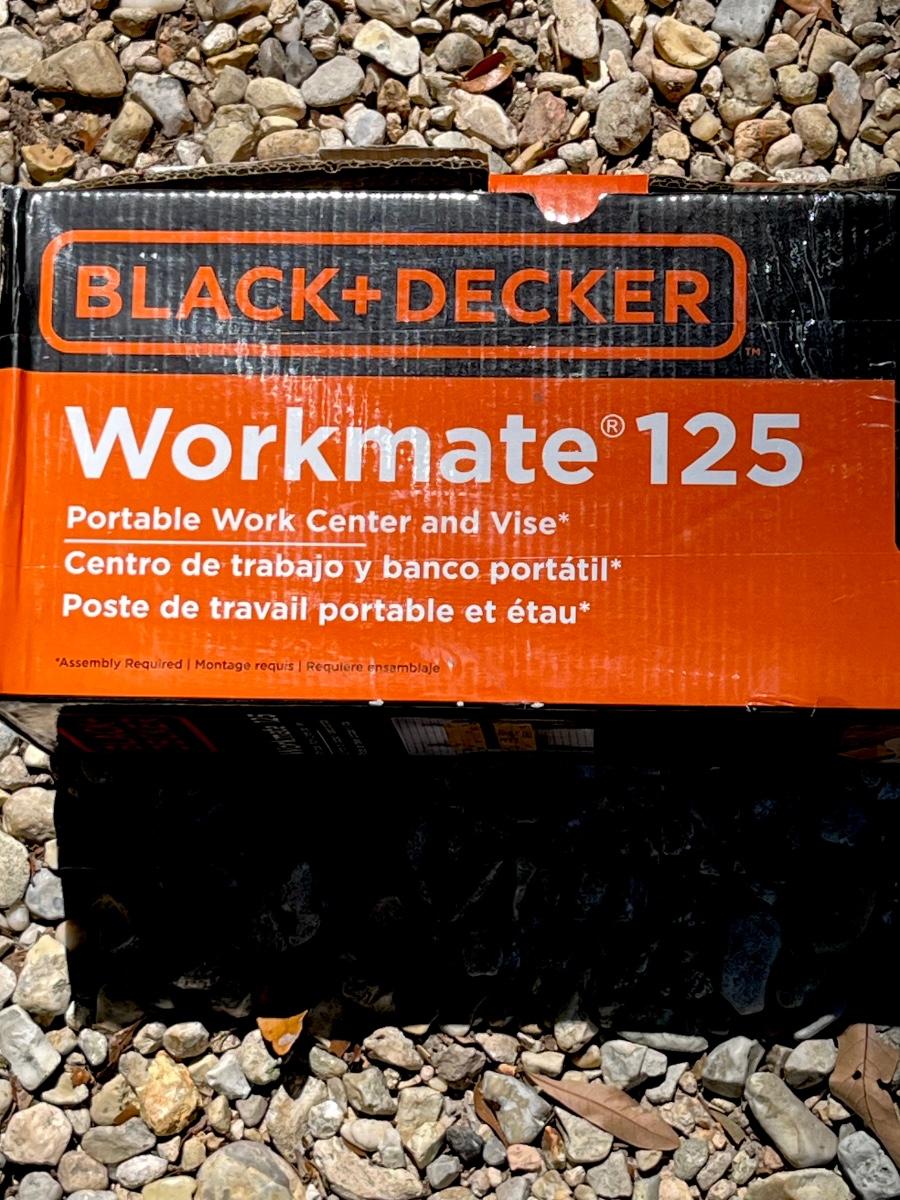 BLACK+DECKER™
Workmate® 125
Portable Work Center and Vise*
Centro de trabajo y banco portátil*
Poste de travail portable et étau*
*Assembly Required | Montage requis | Requiere ensamblaje